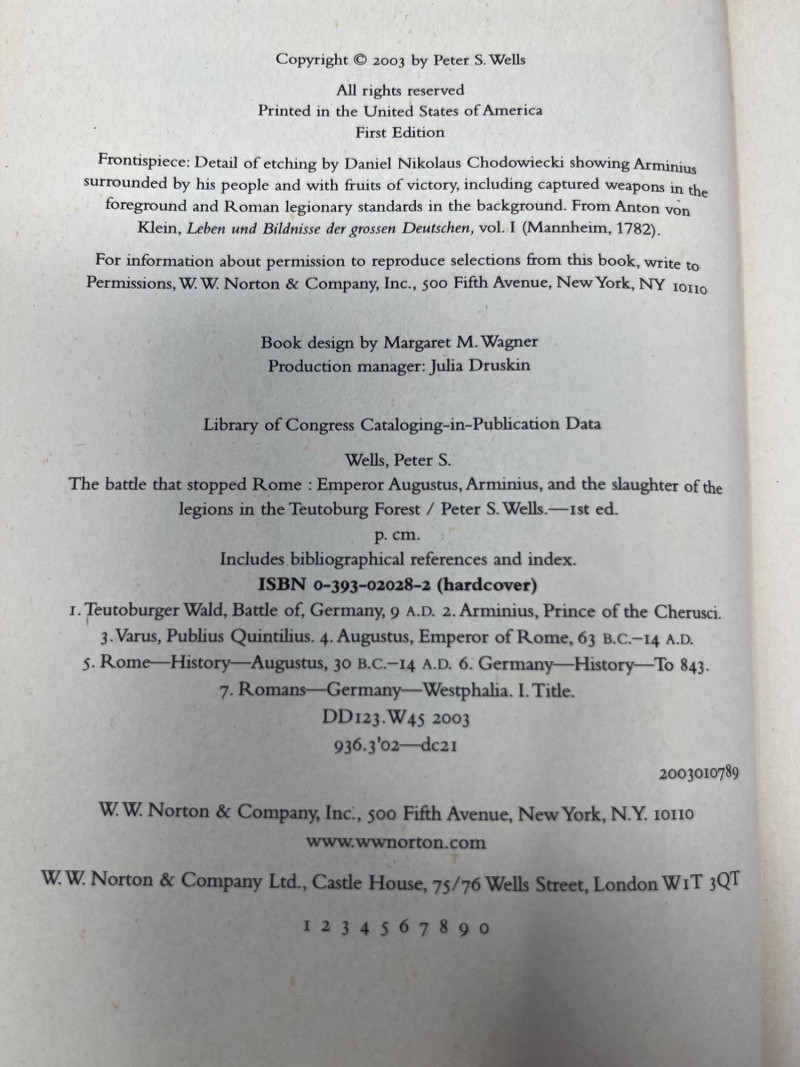 Copyright © 2003 by Peter S. Wells
All rights reserved
Printed in the United States of America
First Edition
Frontispiece: Detail of etching by Daniel Nikolaus Chodowiecki showing Arminius
surrounded by his people and with fruits of victory, including captured weapons in the
foreground and Roman legionary standards in the background. From Anton von
Klein, Leben und Bildnisse der grossen Deutschen, vol. I (Mannheim, 1782).
For information about permission to reproduce selections from this book, write to
Permissions, W. W. Norton & Company, Inc., 500 Fifth Avenue, New York, NY 10110
Book design by Margaret M. Wagner
Production manager: Julia Druskin
Library of Congress Cataloging-in-Publication Data
Wells, Peter S.
The battle that stopped Rome : Emperor Augustus, Arminius, and the slaughter of the
legions in the Teutoburg Forest / Peter S. Wells.—1st ed.
p. cm.
Includes bibliographical references and index.
ISBN 0-393-02028-2 (hardcover)
1. Teutoburger Wald, Battle of, Germany, 9 A.D. 2. Arminius, Prince of the Cherusci.
3. Varus, Publius Quintilius. 4. Augustus, Emperor of Rome, 63 B.C.–14 A.D.
5. Rome—History—Augustus, 30 B.C.–14 A.D. 6. Germany—History—To 843.
7. Romans—Germany—Westphalia. I. Title.
DD123.W45 2003
936.3'02—dc21
2003010789
W. W. Norton & Company, Inc., 500 Fifth Avenue, New York, N.Y. 10110
www.wwnorton.com
W. W. Norton & Company Ltd., Castle House, 75/76 Wells Street, London W1T 3QT
1 2 3 4 5 6 7 8 9 0